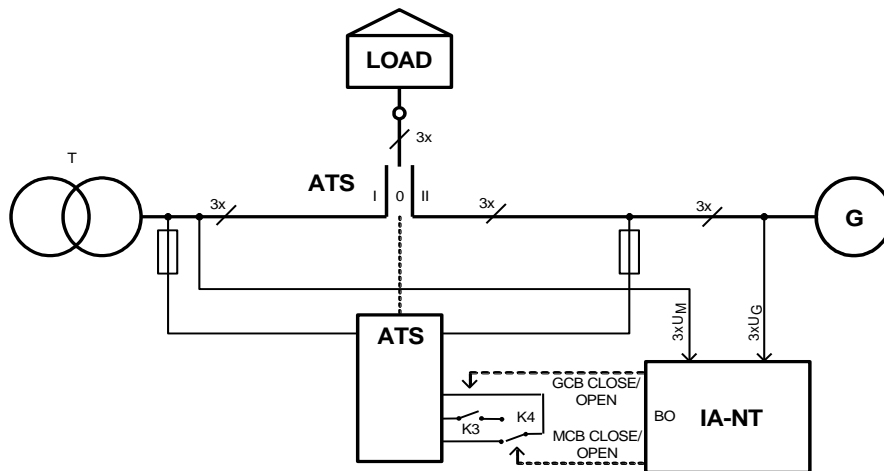 LOAD
3x
T
ATS
I
0
II
3x
3x
3x
G
3xUM
3xUG
ATS
GCB CLOSE/
OPEN
K4
K3
BO
IA-NT
MCB CLOSE/
OPEN